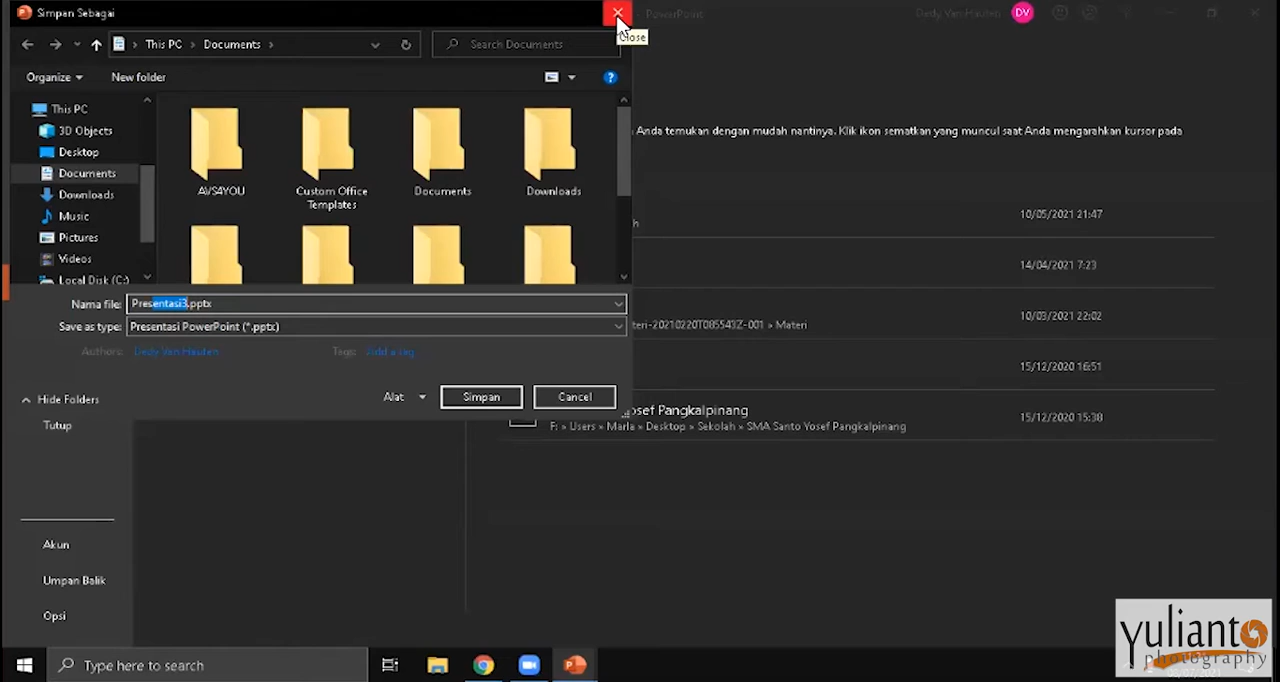 Simpan Sebagai
- PowerPoint
Dedy Van Hauten
DV
Close
This PC
Documents
Search Documents
Organize
New folder
This PC
3D Objects
Desktop
Documents
Downloads
Music
Pictures
Videos
Local Disk (C:)
AVS4YOU
Custom Office
Templates
Documents
Downloads
Anda temukan dengan mudah nantinya. Klik ikon sematkan yang muncul saat Anda mengarahkan kursor pada
10/05/2021 21:47
14/04/2021 7:23
-20210220T085543Z-001 » Materi
10/03/2021 22:02
15/12/2020 16:51
Yosef Pangkalpinang
F: » Users » Marla » Desktop » Sekolah » SMA Santo Yosef Pangkalpinang
15/12/2020 15:38
Nama file: Presentasi3.pptx
Save as type: Presentasi PowerPoint (*.pptx)
Authors: Dedy Van Hauten
Tags: Add a tag
Hide Folders
Alat
Simpan
Cancel
Tutup
Akun
Umpan Balik
Opsi
Type here to search
yulianto
photography